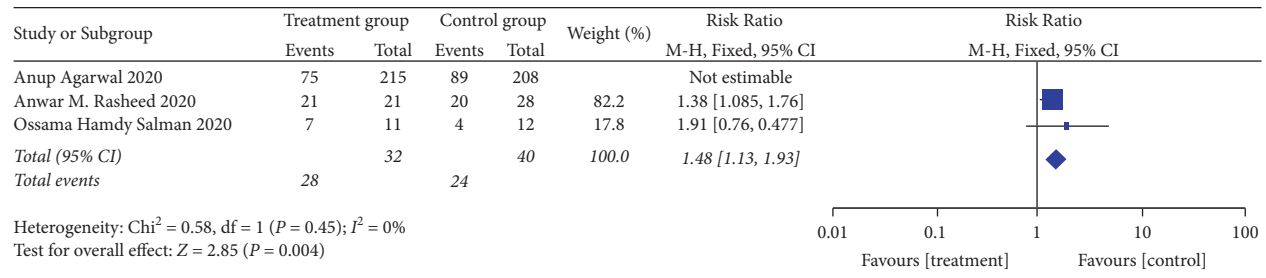 Study or Subgroup Treatment group Control group Weight (%) Risk Ratio Risk Ratio
Events Total Events Total M-H, Fixed, 95% CI M-H, Fixed, 95% CI
Anup Agarwal 2020 75 215 89 208 Not estimable
Anwar M. Rasheed 2020 21 21 20 28 82.2 1.38 [1.085, 1.76]
Ossama Hamdy Salman 2020 7 11 4 12 17.8 1.91 [0.76, 0.477]
Total (95% CI) 32 40 100.0 1.48 [1.13, 1.93]
Total events 28 24
Heterogeneity: Chi² = 0.58, df = 1 (P = 0.45); I² = 0%
Test for overall effect: Z = 2.85 (P = 0.004)
0.01 0.1 1 10 100
Favours [treatment] Favours [control]